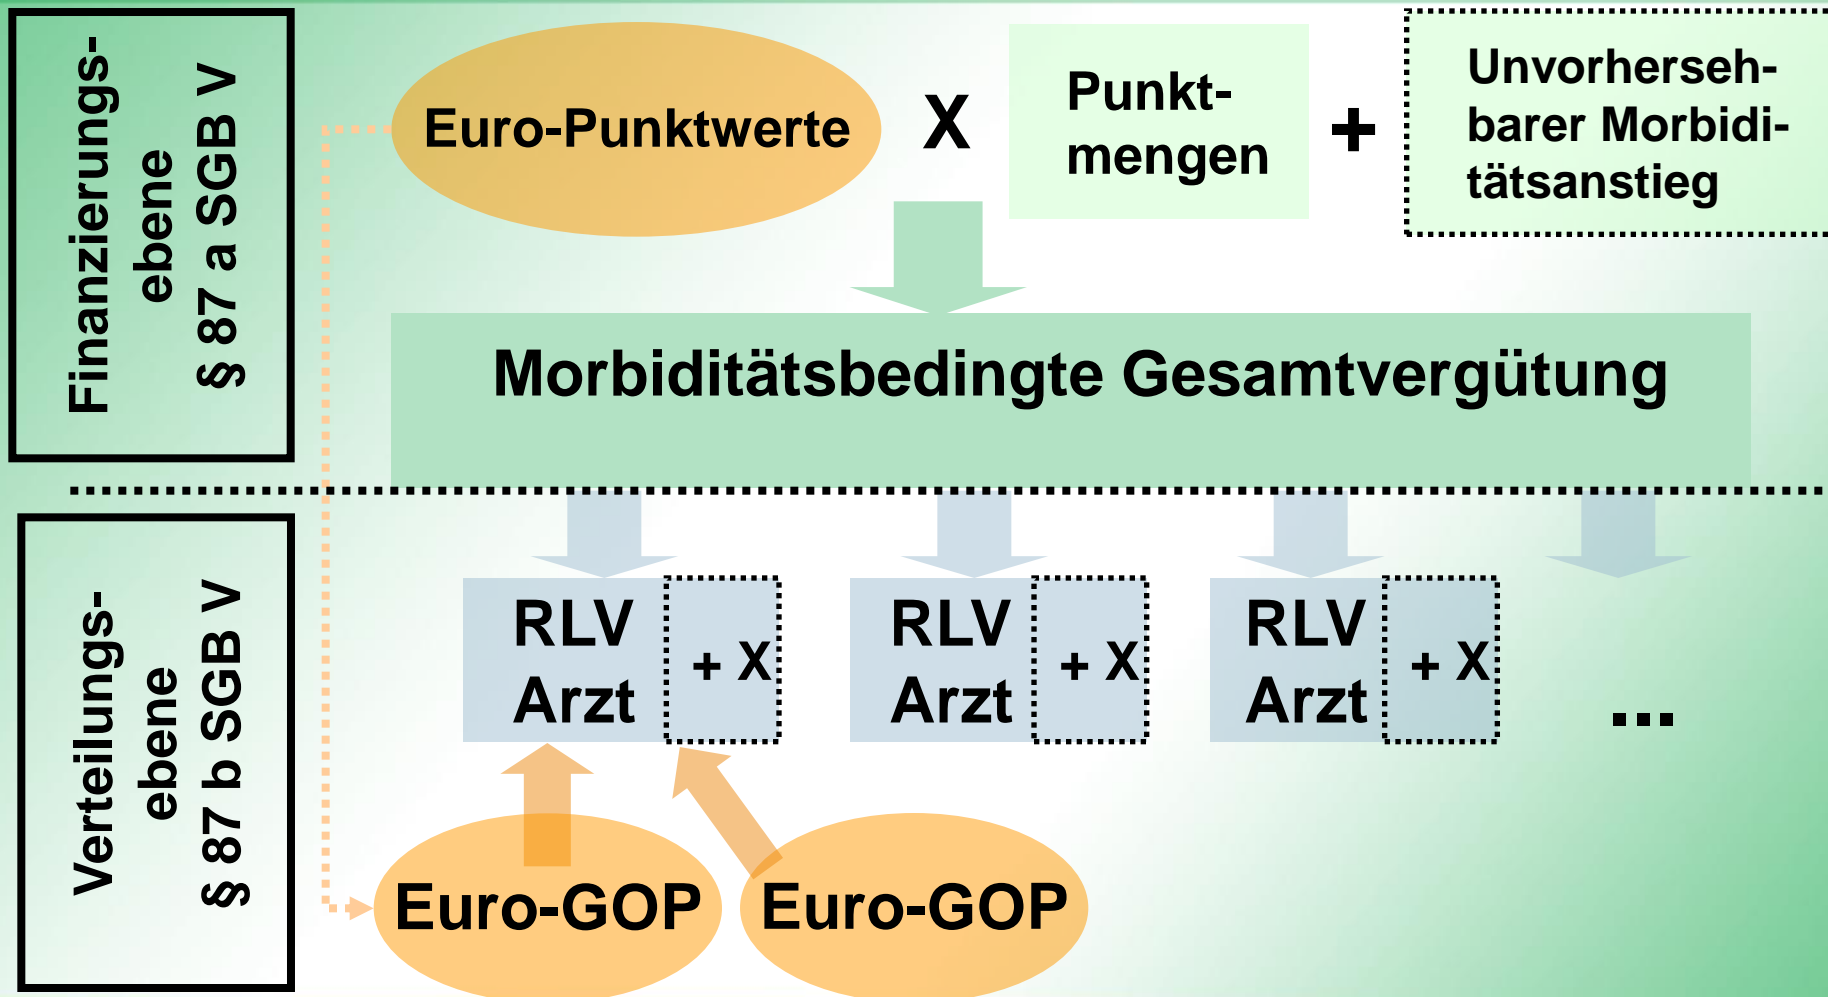 Finanzierungs-
ebene
§ 87 a SGB V
Euro-Punktwerte
X
Punkt-
mengen
+
Unvorherseh-
barer Morbidi-
tätsanstieg
Morbiditätsbedingte Gesamtvergütung
Verteilungs-
ebene
§ 87 b SGB V
RLV
Arzt
+ X
RLV
Arzt
+ X
RLV
Arzt
+ X
...
Euro-GOP
Euro-GOP